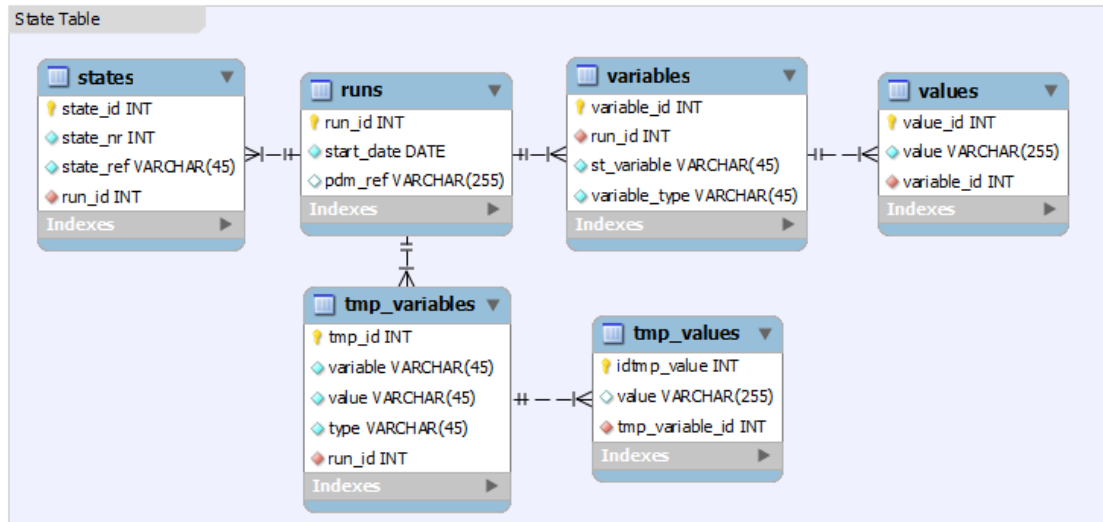 State Table
states
state_id INT
state_nr INT
state_ref VARCHAR(45)
run_id INT
Indexes
runs
run_id INT
start_date DATE
pdm_ref VARCHAR(255)
Indexes
variables
variable_id INT
run_id INT
st_variable VARCHAR(45)
variable_type VARCHAR(45)
Indexes
values
value_id INT
value VARCHAR(255)
variable_id INT
Indexes
tmp_variables
tmp_id INT
variable VARCHAR(45)
value VARCHAR(45)
type VARCHAR(45)
run_id INT
Indexes
tmp_values
idtmp_value INT
value VARCHAR(255)
tmp_variable_id INT
Indexes